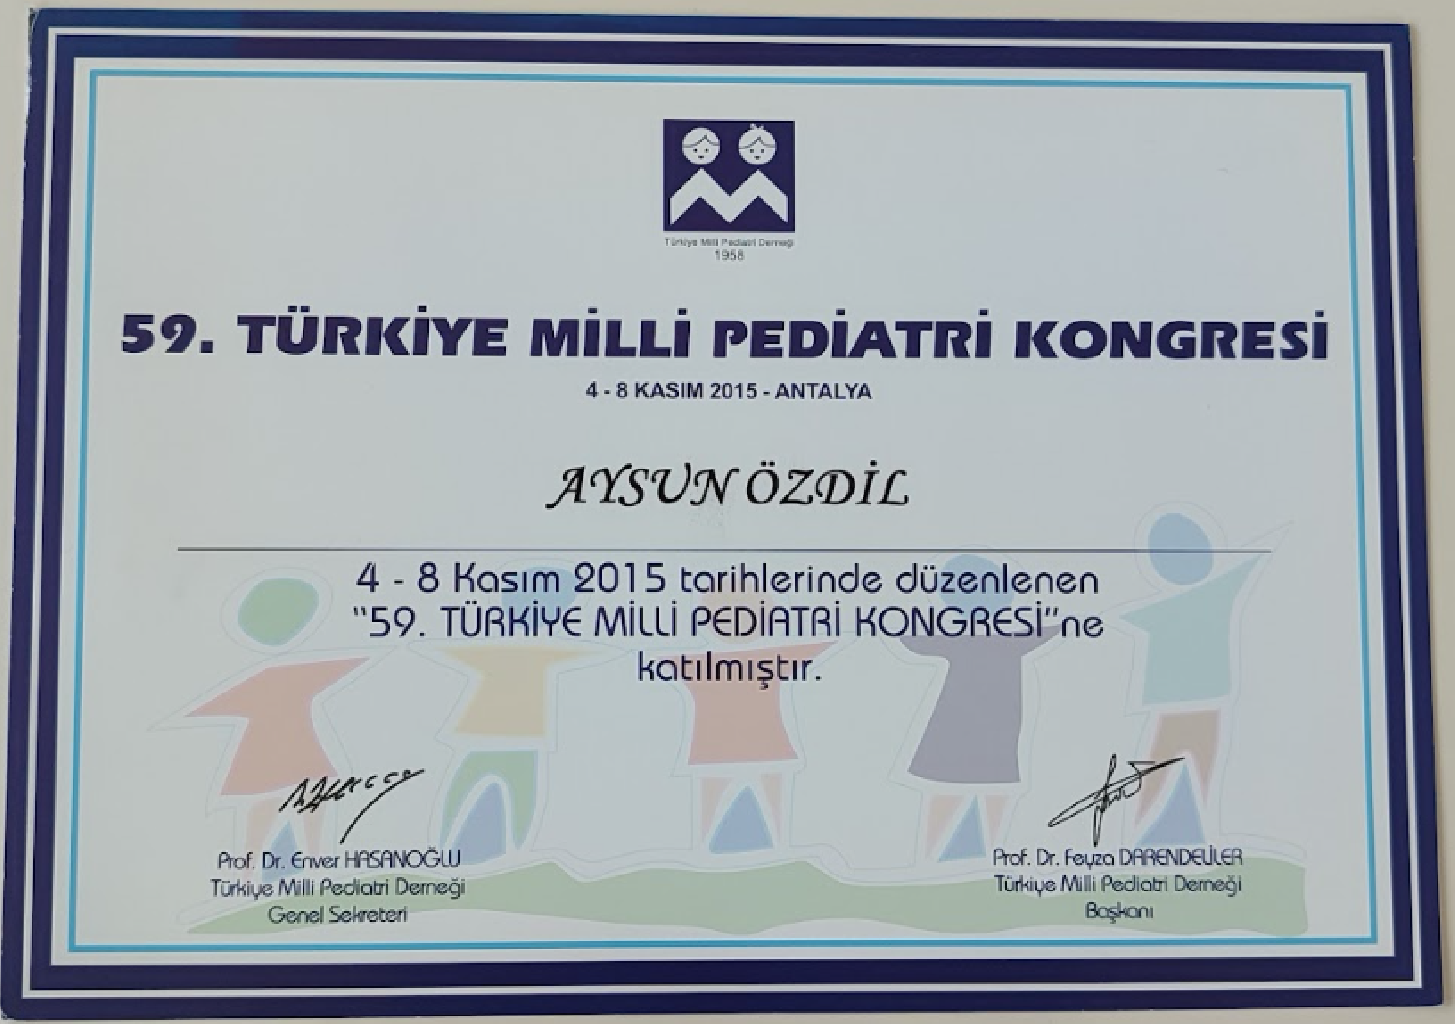 Türkiye Milli Pediatri Derneği
1958
59. TÜRKİYE MİLLİ PEDİATRİ KONGRESİ
4 - 8 KASIM 2015 - ANTALYA
AYSUN ÖZDİL
4 - 8 Kasım 2015 tarihlerinde düzenlenen
"59. TÜRKİYE MİLLİ PEDİATRİ KONGRESİ"ne
katılmıştır.
Prof. Dr. Enver HASANOĞLU
Türkiye Milli Pediatri Derneği
Genel Sekreteri
Prof. Dr. Feyza DARENDELİLER
Türkiye Milli Pediatri Derneği
Başkanı